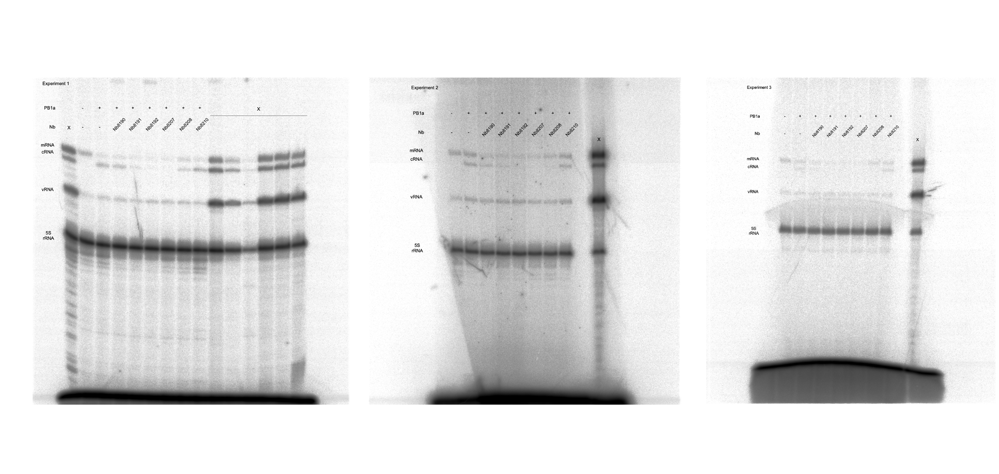 Experiment 1
PB1a - + + + + + + + X
Nb X - - Nb8190 Nb8191 Nb8192 Nb8207 Nb8208 Nb8210
mRNA
cRNA
vRNA
5S
rRNA
Experiment 2
PB1a - + + + + + + +
Nb - - Nb8190 Nb8191 Nb8192 Nb8207 Nb8208 Nb8210
X
mRNA
cRNA
vRNA
5S
rRNA
Experiment 3
PB1a - + + + + + + +
Nb - - Nb8190 Nb8191 Nb8192 Nb8207 Nb8208 Nb8210
X
mRNA
cRNA
vRNA
5S
rRNA